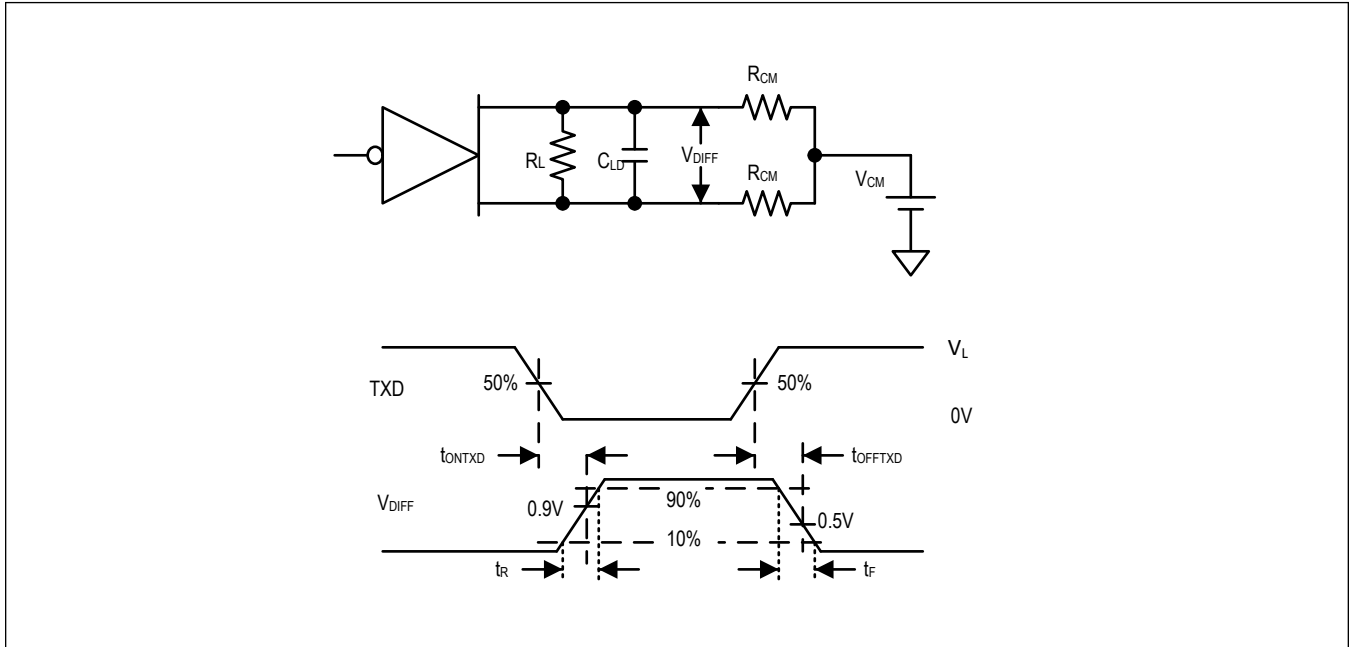 RCM
RL
CLD
VDIFF
RCM
VCM
VL
TXD
50%
50%
0V
tONTXD
tOFFTXD
VDIFF
0.9V
90%
0.5V
10%
tR
tF